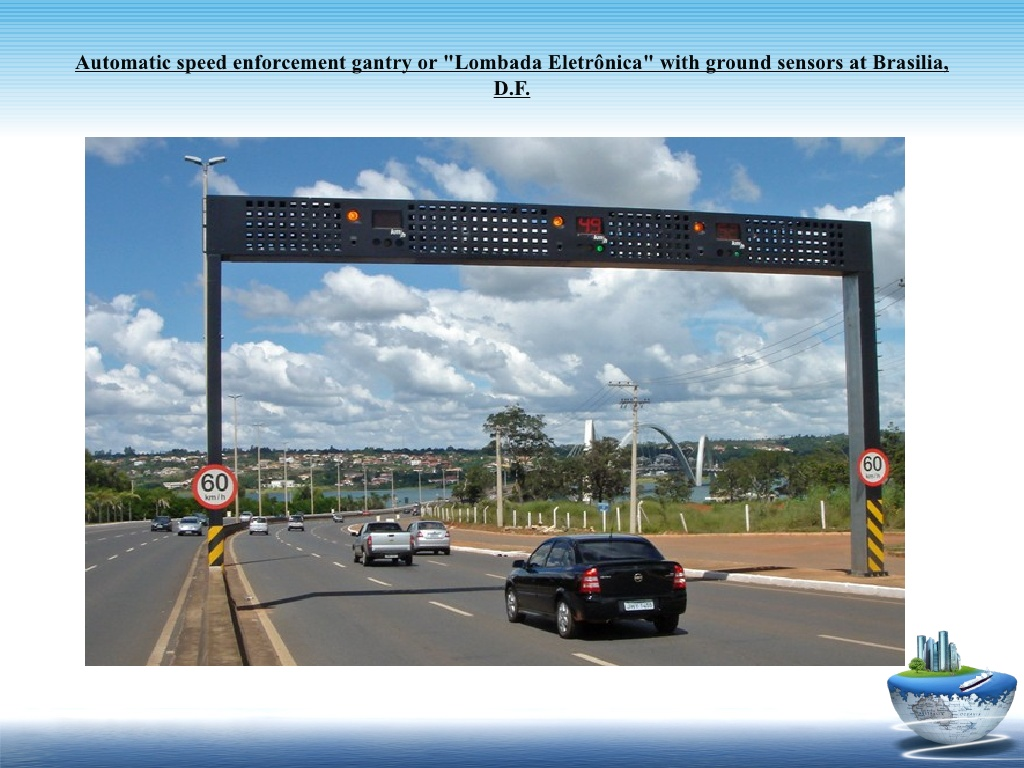 Automatic speed enforcement gantry or "Lombada Eletrônica" with ground sensors at Brasilia,
D.F.
49
60
km/h
60
km/h